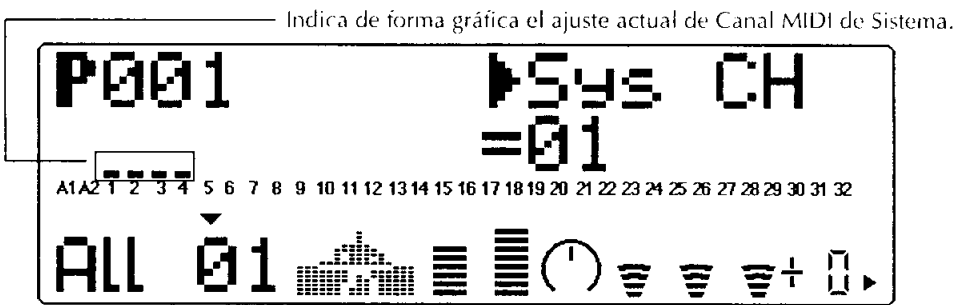 Indica de forma gráfica el ajuste actual de Canal MIDI de Sistema.
P001 ▶Sys CH
=01
A1 A2 1 2 3 4 5 6 7 8 9 10 11 12 13 14 15 16 17 18 19 20 21 22 23 24 25 26 27 28 29 30 31 32
All 01 + 0